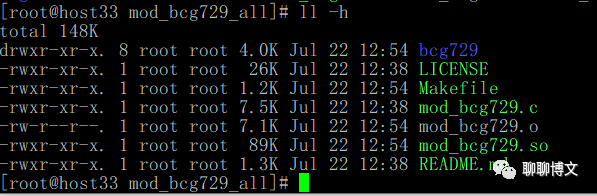 [root@host33 mod_bcg729_all]# ll -h
total 148K
drwxr-xr-x. 8 root root 4.0K Jul 22 12:54 bcg729
-rwxr-xr-x. 1 root root 26K Jul 22 12:38 LICENSE
-rwxr-xr-x. 1 root root 1.2K Jul 22 12:54 Makefile
-rwxr-xr-x. 1 root root 7.5K Jul 22 12:38 mod_bcg729.c
-rw-r--r--. 1 root root 7.1K Jul 22 12:54 mod_bcg729.o
-rwxr-xr-x. 1 root root 89K Jul 22 12:54 mod_bcg729.so
-rwxr-xr-x. 1 root root 1.3K Jul 22 12:38 README.md
[root@host33 mod_bcg729_all]#
聊聊博文